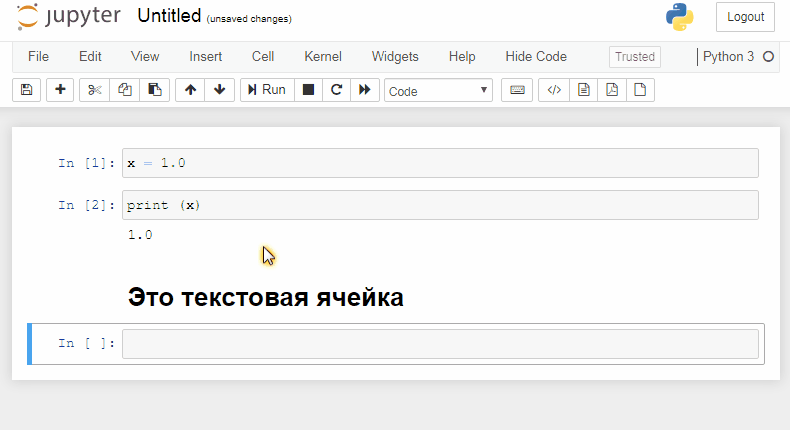 jupyter Untitled (unsaved changes) Logout
File Edit View Insert Cell Kernel Widgets Help Hide Code Trusted Python 3
Run Code </>
In [1]: x = 1.0
In [2]: print (x)
1.0
Это текстовая ячейка
In [ ]: